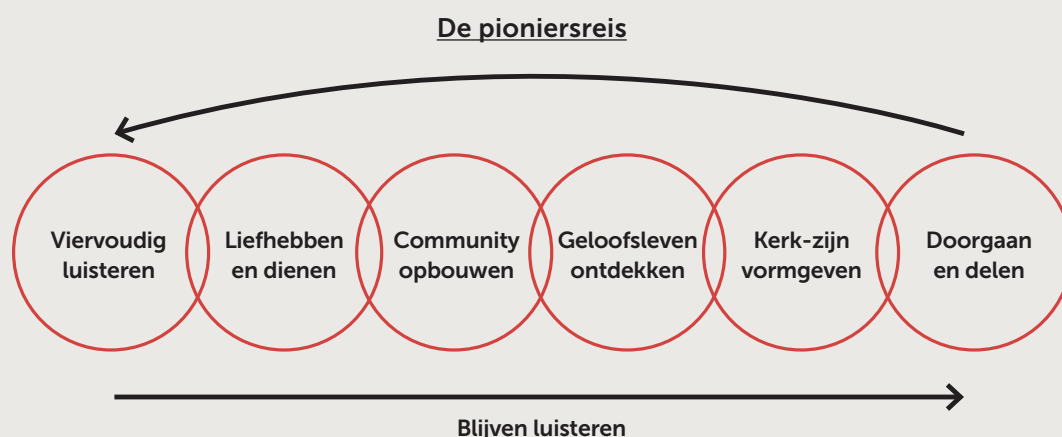 De pioniersreis
Viervoudig
luisteren
Liefhebben
en dienen
Community
opbouwen
Geloofsleven
ontdekken
Kerk-zijn
vormgeven
Doorgaan
en delen
Blijven luisteren